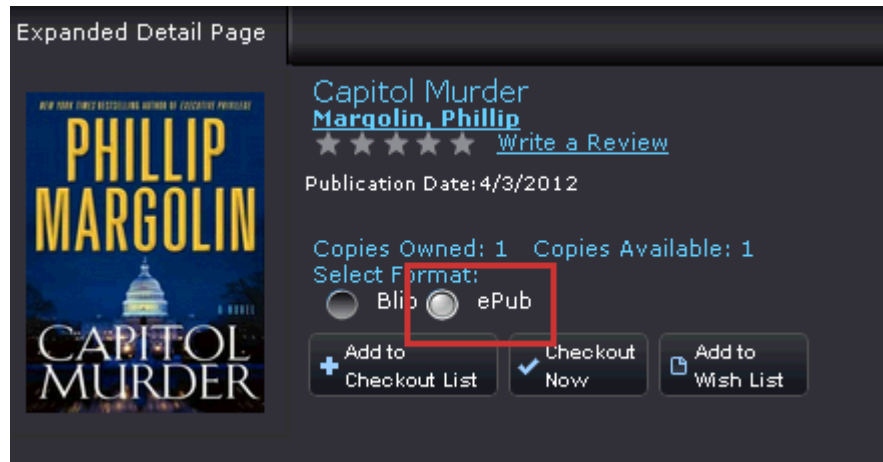 Expanded Detail Page
NEW YORK TIMES BESTSELLING AUTHOR OF EXECUTIVE PRIVILEGE
PHILLIP
MARGOLIN
A NOVEL
CAPITOL
MURDER
Capitol Murder
Margolin, Phillip
Write a Review
Publication Date:4/3/2012
Copies Owned: 1 Copies Available: 1
Select Format:
Blio ePub
Add to
Checkout List
Checkout
Now
Add to
Wish List